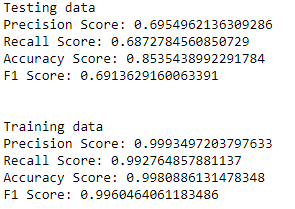 Testing data
Precision Score: 0.6954962136309286
Recall Score: 0.6872784560850729
Accuracy Score: 0.8535438992291784
F1 Score: 0.6913629160063391
Training data
Precision Score: 0.9993497203797633
Recall Score: 0.992764857881137
Accuracy Score: 0.9980886131478348
F1 Score: 0.9960464061183486